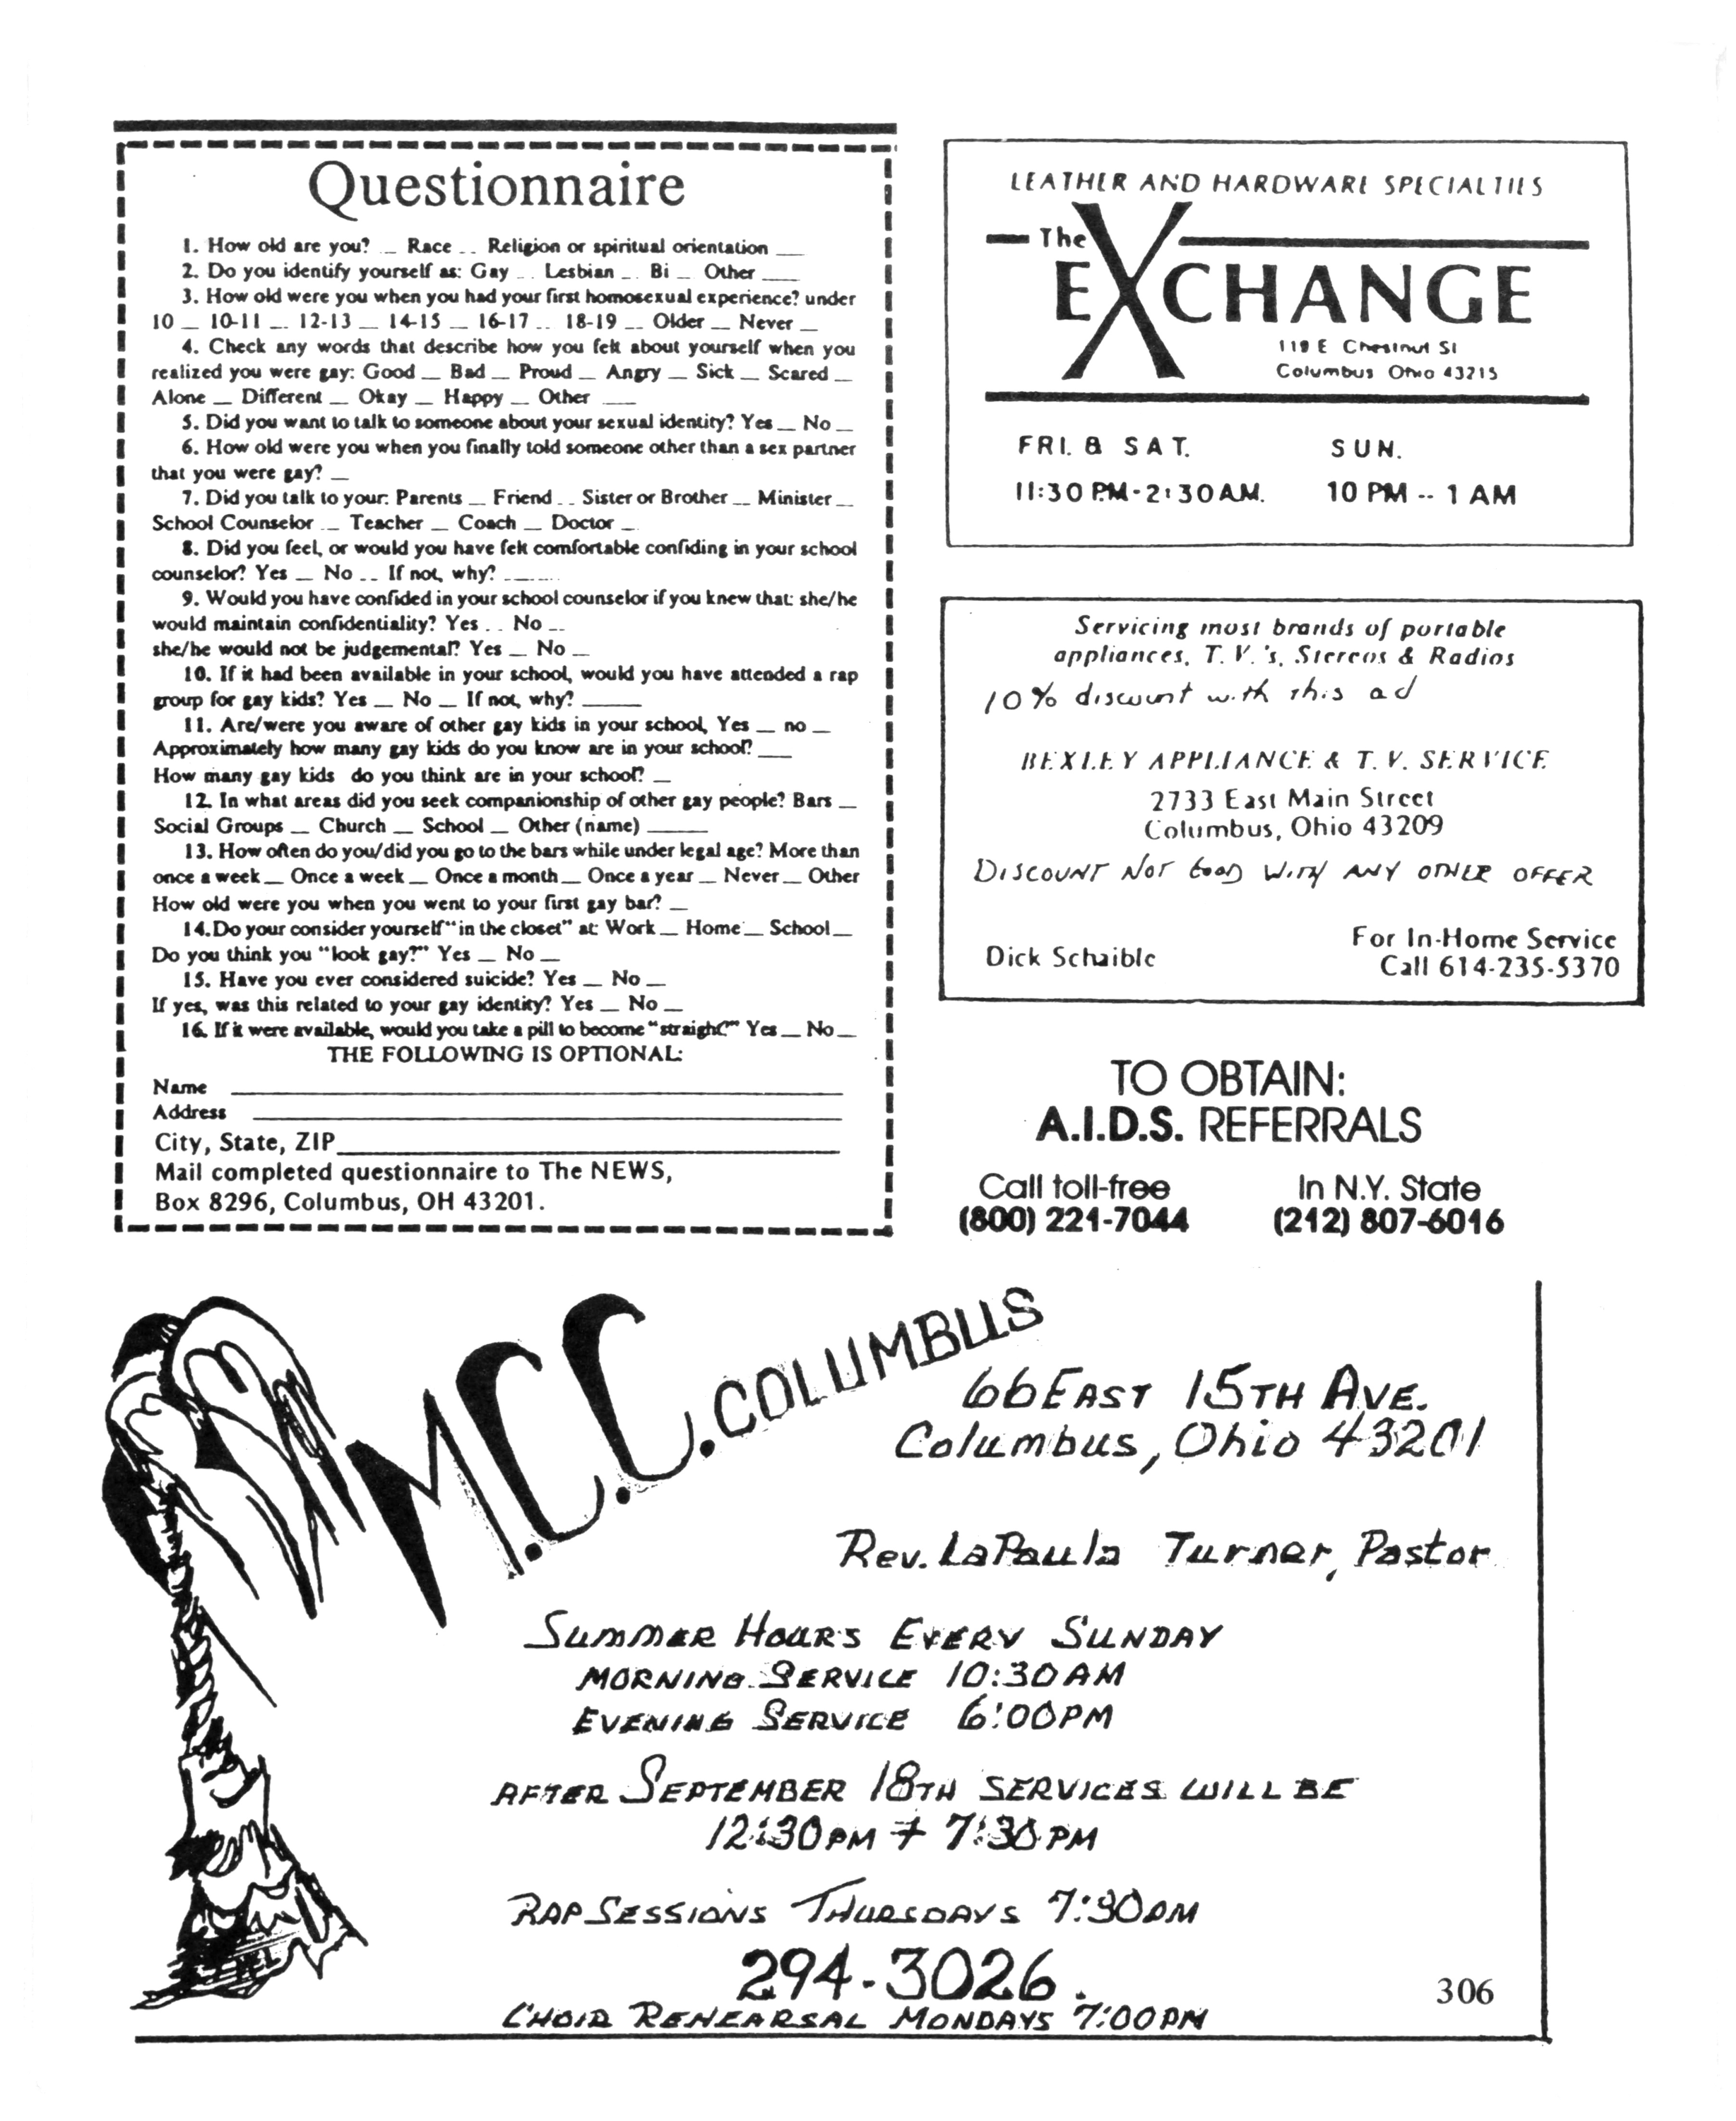 Questionnaire
1. How old are you? __ Race __ Religion or spiritual orientation ___
2. Do you identify yourself as: Gay __ Lesbian __ Bi __ Other ____
3. How old were you when you had your first homosexual experience? under
10 __ 10-11 __ 12-13 __ 14-15 __ 16-17 __ 18-19 __ Older __ Never __
4. Check any words that describe how you felt about yourself when you
realized you were gay: Good __ Bad __ Proud __ Angry __ Sick __ Scared __
Alone __ Different __ Okay __ Happy __ Other ___
5. Did you want to talk to someone about your sexual identity? Yes __ No __
6. How old were you when you finally told someone other than a sex partner
that you were gay? __
7. Did you talk to your: Parents __ Friend __ Sister or Brother __ Minister __
School Counselor __ Teacher __ Coach __ Doctor __
8. Did you feel, or would you have felt comfortable confiding in your school
counselor? Yes __ No __ If not, why? ______
9. Would you have confided in your school counselor if you knew that: she/he
would maintain confidentiality? Yes __ No __
she/he would not be judgemental? Yes __ No __
10. If it had been available in your school, would you have attended a rap
group for gay kids? Yes __ No __ If not, why? ______
11. Are/were you aware of other gay kids in your school, Yes __ no __
Approximately how many gay kids do you know are in your school? ___
How many gay kids do you think are in your school? __
12. In what areas did you seek companionship of other gay people? Bars __
Social Groups __ Church __ School __ Other (name) ______
13. How often do you/did you go to the bars while under legal age? More than
once a week __ Once a week __ Once a month __ Once a year __ Never __ Other
How old were you when you went to your first gay bar? __
14. Do your consider yourself "in the closet" at: Work __ Home __ School __
Do you think you "look gay?" Yes __ No __
15. Have you ever considered suicide? Yes __ No __
If yes, was this related to your gay identity? Yes __ No __
16. If it were available, would you take a pill to become "straight?" Yes __ No __
THE FOLLOWING IS OPTIONAL:
Name
Address
City, State, ZIP
Mail completed questionnaire to The NEWS,
Box 8296, Columbus, OH 43201.
LEATHER AND HARDWARE SPECIALTIES
The
EXCHANGE
119 E Chestnut St
Columbus Ohio 43215
FRI. & SAT. SUN.
11:30 PM-2:30 AM. 10 PM -- 1 AM
Servicing most brands of portable
appliances, T. V.'s, Stereos & Radios
10% discount with this ad
BEXLEY APPLIANCE & T. V. SERVICE
2733 East Main Street
Columbus, Ohio 43209
DISCOUNT NOT GOOD WITH ANY OTHER OFFER
For In-Home Service
Dick Schaible Call 614-235-5370
TO OBTAIN:
A.I.D.S. REFERRALS
Call toll-free In N.Y. State
(800) 221-7044 (212) 807-6016
M.C.C. COLUMBUS
66 EAST 15TH AVE.
Columbus, Ohio 43201
Rev. LaPaula Turner, Pastor
SUMMER HOURS EVERY SUNDAY
MORNING SERVICE 10:30 AM
EVENING SERVICE 6:00 PM
AFTER SEPTEMBER 18TH SERVICES WILL BE
12:30 PM + 7:30 PM
RAP SESSIONS THURSDAYS 7:30 PM
294-3026.
CHOIR REHEARSAL MONDAYS 7:00 PM
306